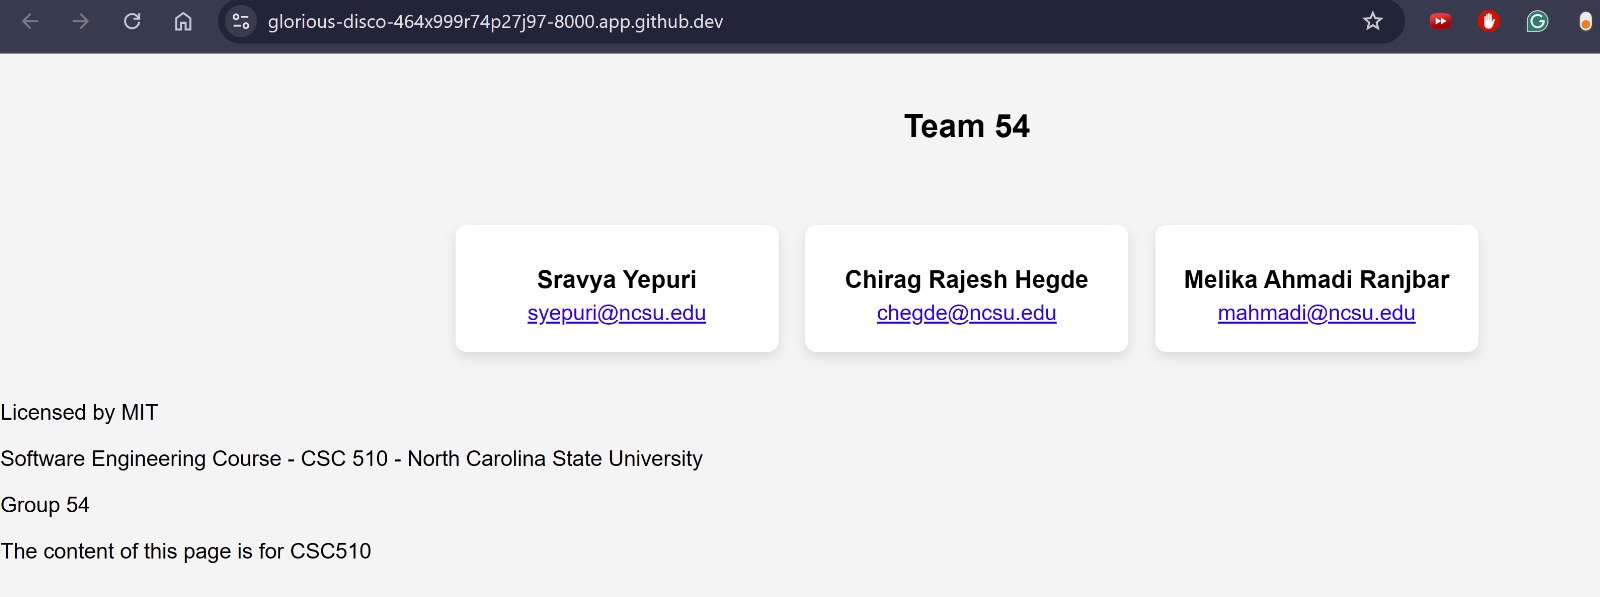 glorious-disco-464x999r74p27j97-8000.app.github.dev
Team 54
Sravya Yepuri
syepuri@ncsu.edu
Chirag Rajesh Hegde
chegde@ncsu.edu
Melika Ahmadi Ranjbar
mahmadi@ncsu.edu
Licensed by MIT
Software Engineering Course - CSC 510 - North Carolina State University
Group 54
The content of this page is for CSC510